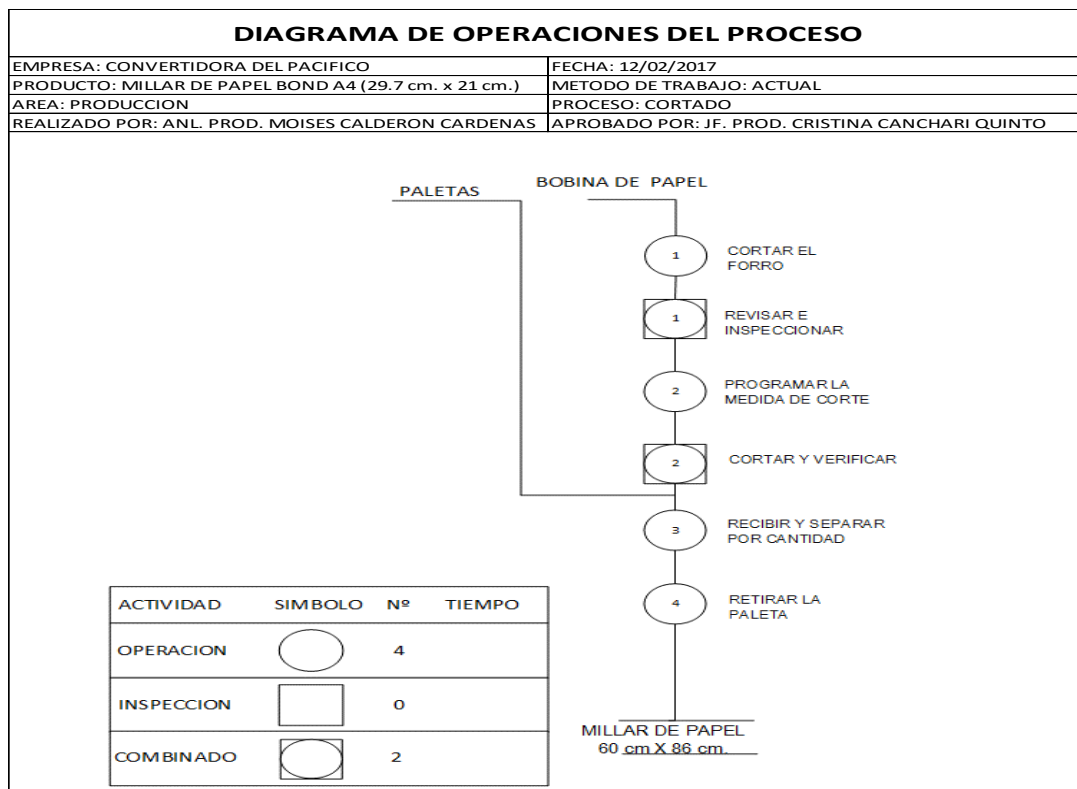 DIAGRAMA DE OPERACIONES DEL PROCESO
EMPRESA: CONVERTIDORA DEL PACIFICO
FECHA: 12/02/2017
PRODUCTO: MILLAR DE PAPEL BOND A4 (29.7 cm. x 21 cm.)
METODO DE TRABAJO: ACTUAL
AREA: PRODUCCION
PROCESO: CORTADO
REALIZADO POR: ANL. PROD. MOISES CALDERON CARDENAS
APROBADO POR: JF. PROD. CRISTINA CANCHARI QUINTO
PALETAS
BOBINA DE PAPEL
1
CORTAR EL
FORRO
1
REVISAR E
INSPECCIONAR
2
PROGRAMAR LA
MEDIDA DE CORTE
2
CORTAR Y VERIFICAR
3
RECIBIR Y SEPARAR
POR CANTIDAD
4
RETIRAR LA
PALETA
MILLAR DE PAPEL
60 cm X 86 cm.
ACTIVIDAD SIMBOLO Nº TIEMPO
OPERACION 4
INSPECCION 0
COMBINADO 2